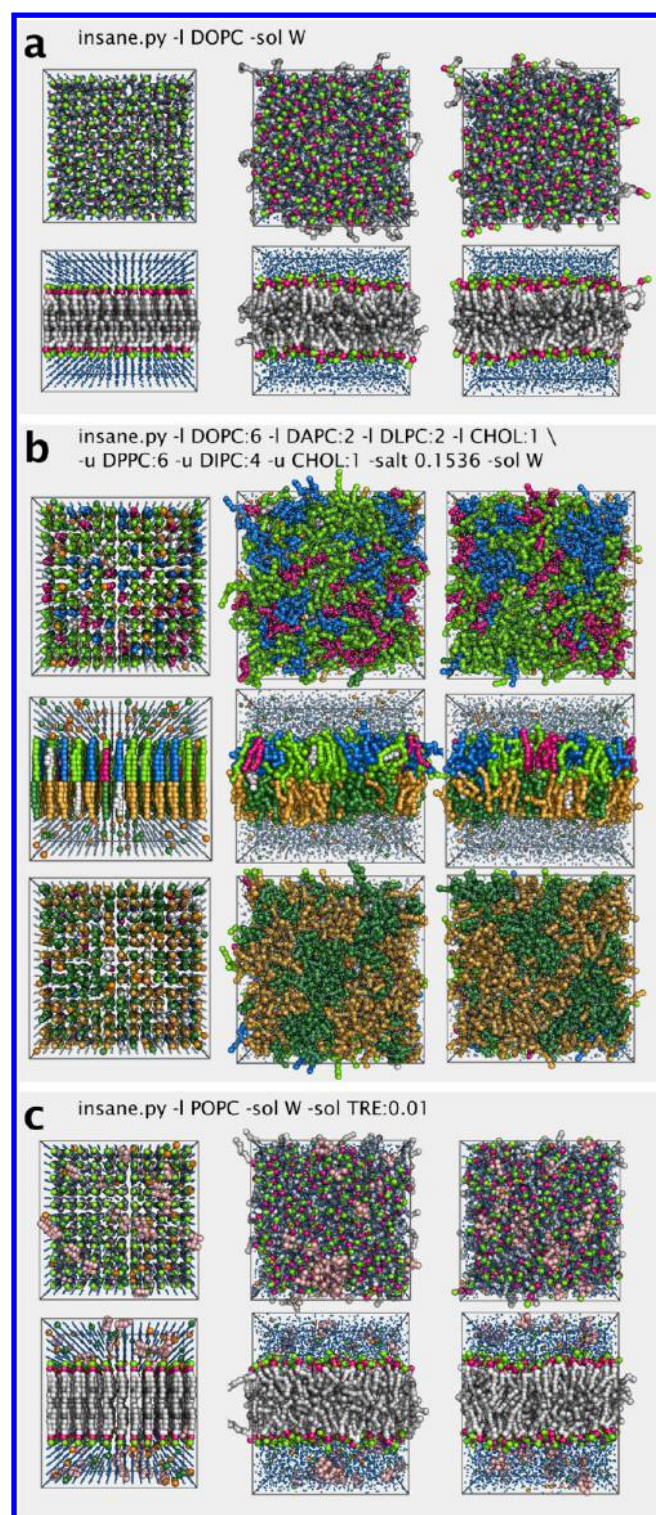 a insane.py -l DOPC -sol W
b insane.py -l DOPC:6 -l DAPC:2 -l DLPC:2 -l CHOL:1 \
-u DPPC:6 -u DIPC:4 -u CHOL:1 -salt 0.1536 -sol W
c insane.py -l POPC -sol W -sol TRE:0.01